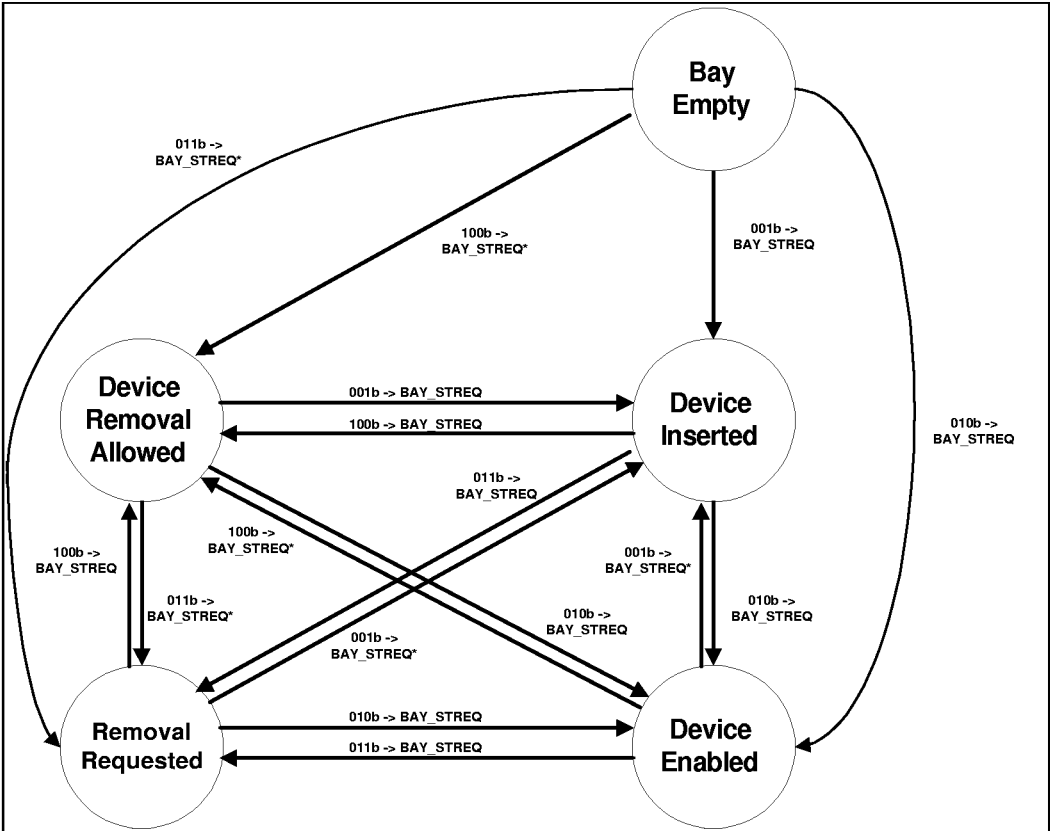 Bay
Empty
011b ->
BAY_STREQ*
100b ->
BAY_STREQ*
001b ->
BAY_STREQ
Device
Removal
Allowed
001b -> BAY_STREQ
100b -> BAY_STREQ
Device
Inserted
010b ->
BAY_STREQ
011b ->
BAY_STREQ
100b ->
BAY_STREQ*
100b ->
BAY_STREQ
001b ->
BAY_STREQ*
011b ->
BAY_STREQ*
010b ->
BAY_STREQ
010b ->
BAY_STREQ
001b ->
BAY_STREQ*
Removal
Requested
010b -> BAY_STREQ
011b -> BAY_STREQ
Device
Enabled